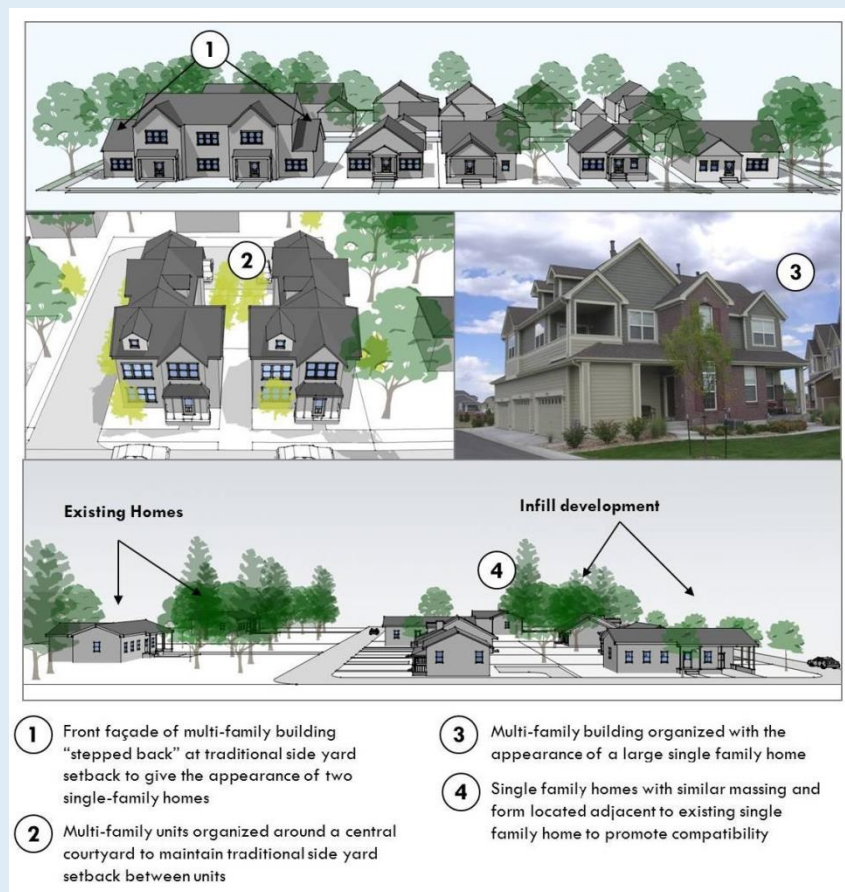 1
2
3
Existing Homes
Infill development
4
1 Front façade of multi-family building
“stepped back” at traditional side yard
setback to give the appearance of two
single-family homes
2 Multi-family units organized around a central
courtyard to maintain traditional side yard
setback between units
3 Multi-family building organized with the
appearance of a large single family home
4 Single family homes with similar massing and
form located adjacent to existing single
family home to promote compatibility